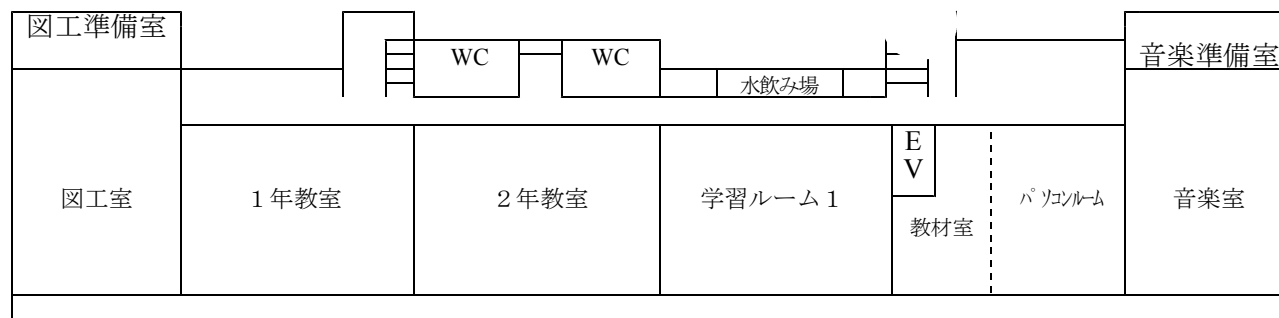 図工準備室
WC
WC
水飲み場
音楽準備室
図工室
1年教室
2年教室
学習ルーム1
E
V
教材室
パソコンルーム
音楽室